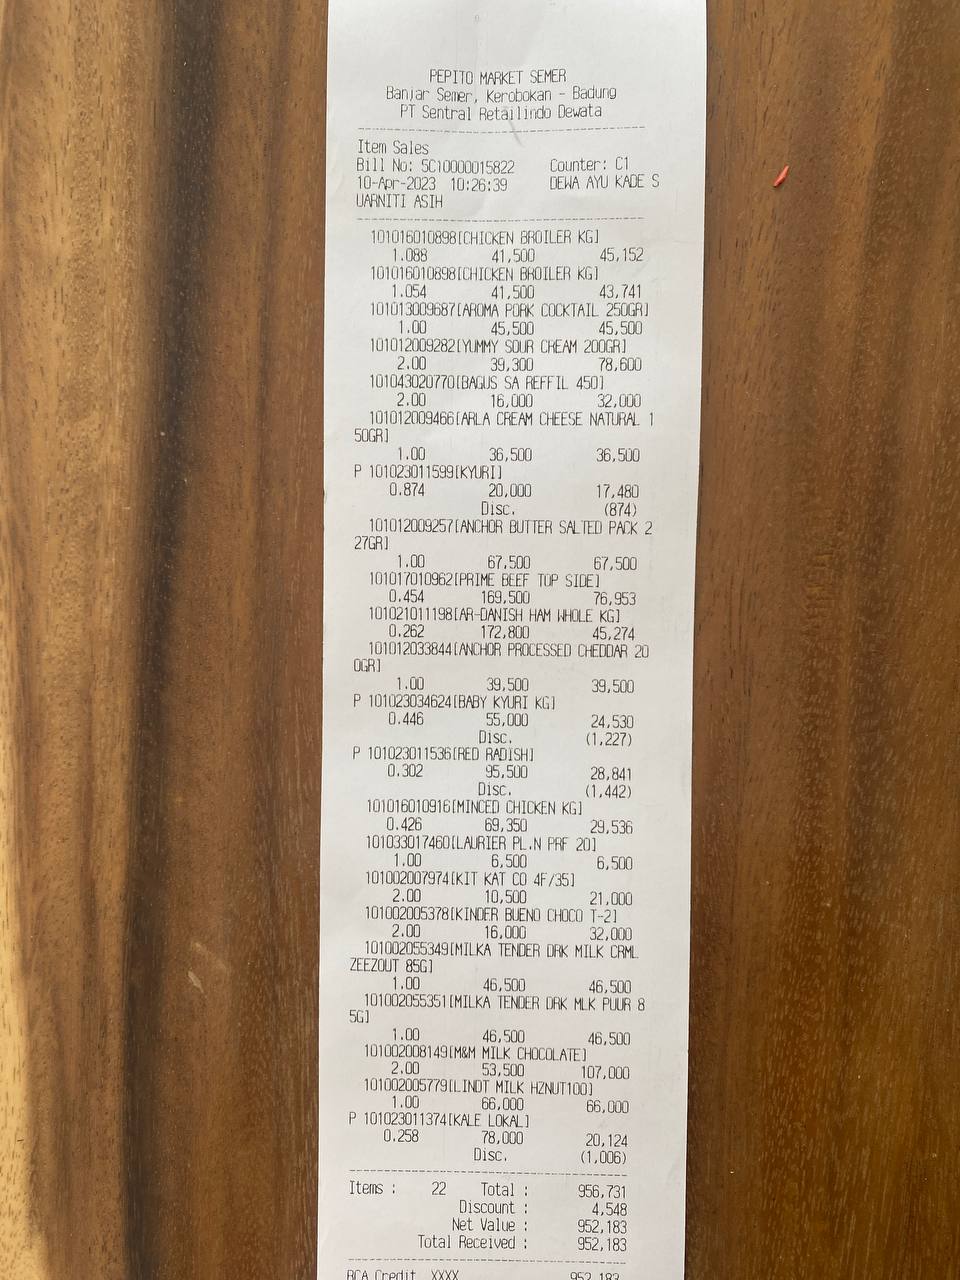 PEPITO MARKET SEMER
Banjar Semer, Kerobokan - Badung
PT Sentral Retailindo Dewata
Item Sales
Bill No: 5C10000015822 Counter: C1
10-Apr-2023 10:26:39 DEWA AYU KADE S
UARNITI ASIH
101016010898[CHICKEN BROILER KG]
1.088 41,500 45,152
101016010898[CHICKEN BROILER KG]
1.054 41,500 43,741
101013009687[AROMA PORK COCKTAIL 250GR]
1.00 45,500 45,500
101012009282[YUMMY SOUR CREAM 200GR]
2.00 39,300 78,600
101043020770[BAGUS SA REFFIL 450]
2.00 16,000 32,000
101012009466[ARLA CREAM CHEESE NATURAL 1
50GR]
1.00 36,500 36,500
P 101023011599[KYURI]
0.874 20,000 17,480
Disc. (874)
101012009257[ANCHOR BUTTER SALTED PACK 2
27GR]
1.00 67,500 67,500
101017010962[PRIME BEEF TOP SIDE]
0.454 169,500 76,953
101021011198[AR-DANISH HAM WHOLE KG]
0.262 172,800 45,274
101012033844[ANCHOR PROCESSED CHEDDAR 20
0GR]
1.00 39,500 39,500
P 101023034624[BABY KYURI KG]
0.446 55,000 24,530
Disc. (1,227)
P 101023011536[RED RADISH]
0.302 95,500 28,841
Disc. (1,442)
101016010916[MINCED CHICKEN KG]
0.426 69,350 29,536
101033017460[LAURIER PL.N PRF 20]
1.00 6,500 6,500
101002007974[KIT KAT CO 4F/35]
2.00 10,500 21,000
101002005378[KINDER BUENO CHOCO T-2]
2.00 16,000 32,000
101002055349[MILKA TENDER DRK MILK CRML
ZEEZOUT 85G]
1.00 46,500 46,500
101002055351[MILKA TENDER DRK MLK PUUR 8
5G]
1.00 46,500 46,500
101002008149[M&M MILK CHOCOLATE]
2.00 53,500 107,000
101002005779[LINDT MILK HZNUT100]
1.00 66,000 66,000
P 101023011374[KALE LOKAL]
0.258 78,000 20,124
Disc. (1,006)
Items : 22 Total : 956,731
Discount : 4,548
Net Value : 952,183
Total Received : 952,183
BCA Credit XXXX 952,183